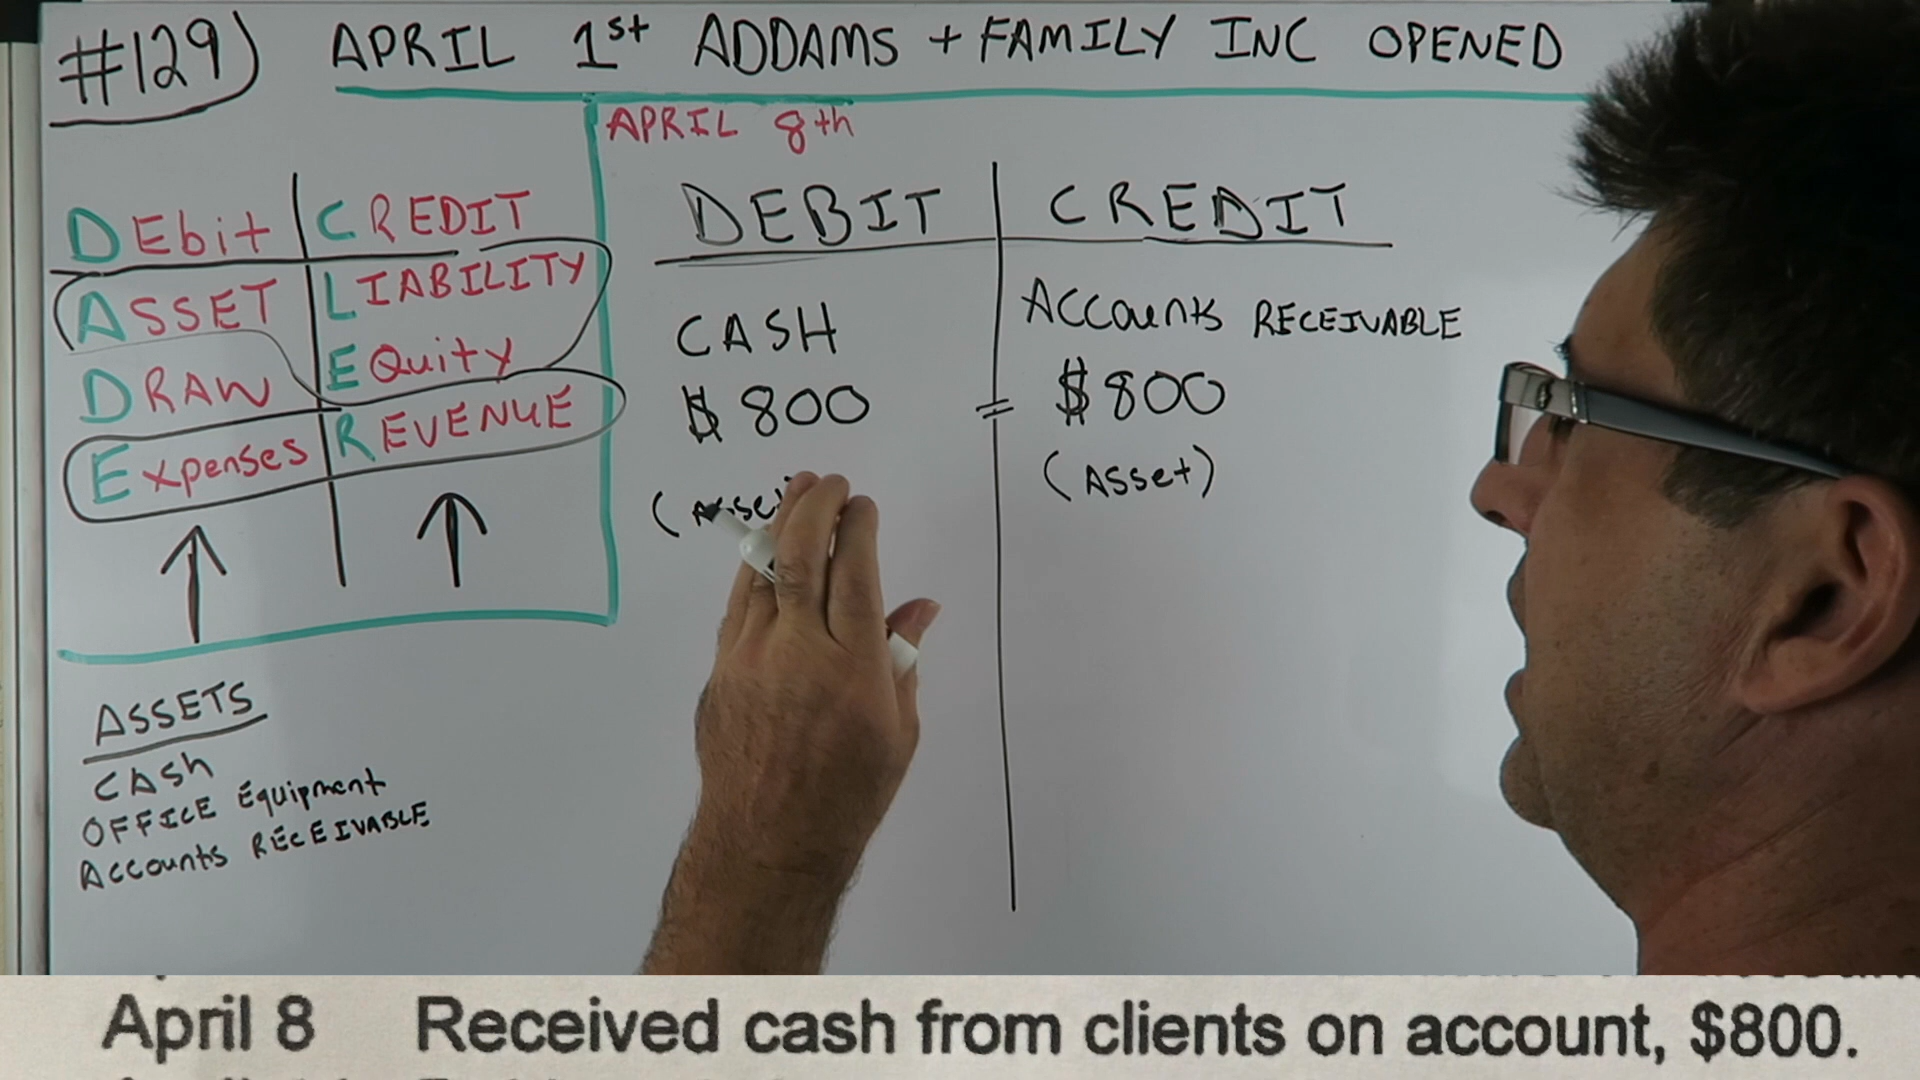 #129) APRIL 1st ADDAMS + FAMILY INC OPENED
APRIL 8th
DEbit CREDIT
ASSET LIABILITY
DRAW EQuity
Expenses REVENUE
ASSETS
CASh
OFFICE Equipment
Accounts RECEIVABLE
DEBIT CREDIT
CASH Accounts RECEIVABLE
$800 = $800
(Asset)
April 8 Received cash from clients on account, $800.